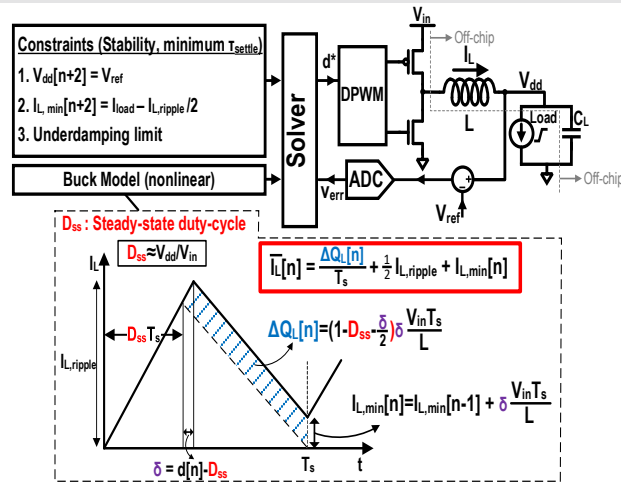 Constraints (Stability, minimum τsettle)
1. Vdd[n+2] = Vref
2. IL, min[n+2] = Iload – IL,ripple /2
3. Underdamping limit
Buck Model (nonlinear)
Solver
d*
DPWM
Vin
Off-chip
IL
L
Vdd
Load
CL
Off-chip
verr
ADC
+
−
Vref
Dss : Steady-state duty-cycle
IL
Dss≈Vdd/Vin
IL[n] = ΔQL[n]/Ts + 1/2 IL,ripple + IL,min[n]
DssTs
ΔQL[n]=(1-Dss-δ/2)δ VinTs/L
IL,ripple
IL,min[n]=IL,min[n-1] + δ VinTs/L
Ts
t
δ = d[n]-Dss